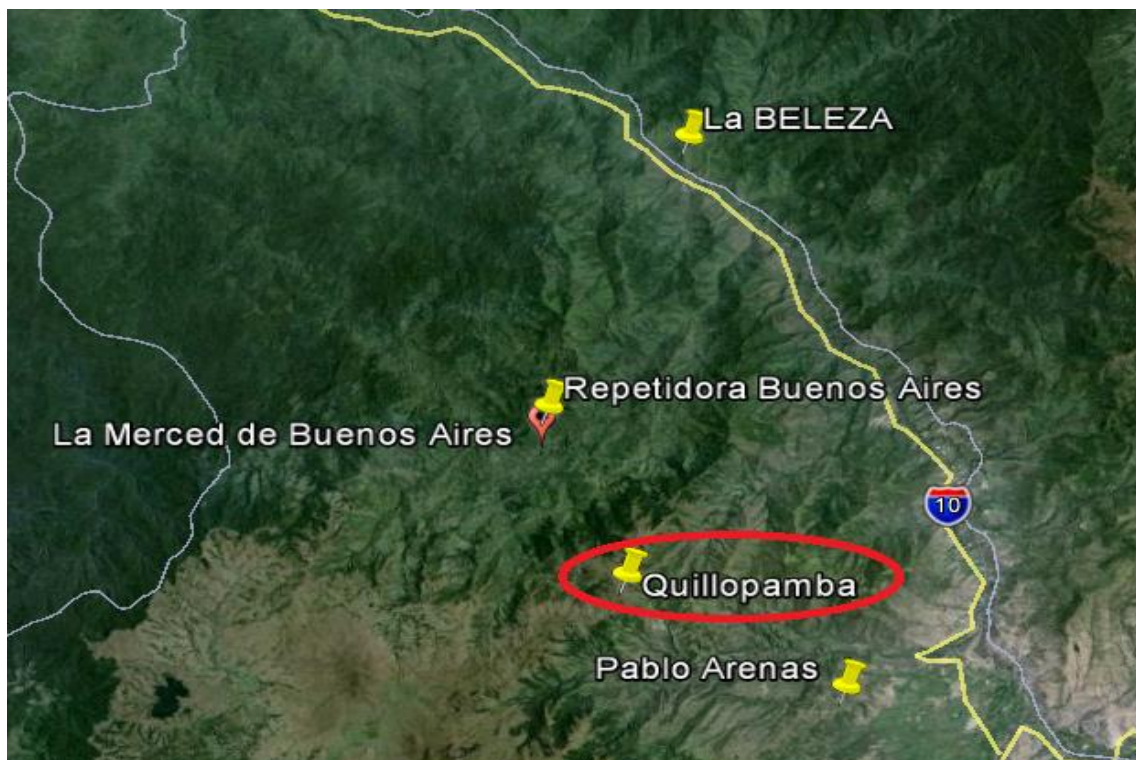 La BELEZA
Repetidora Buenos Aires
La Merced de Buenos Aires
10
Quillopamba
Pablo Arenas